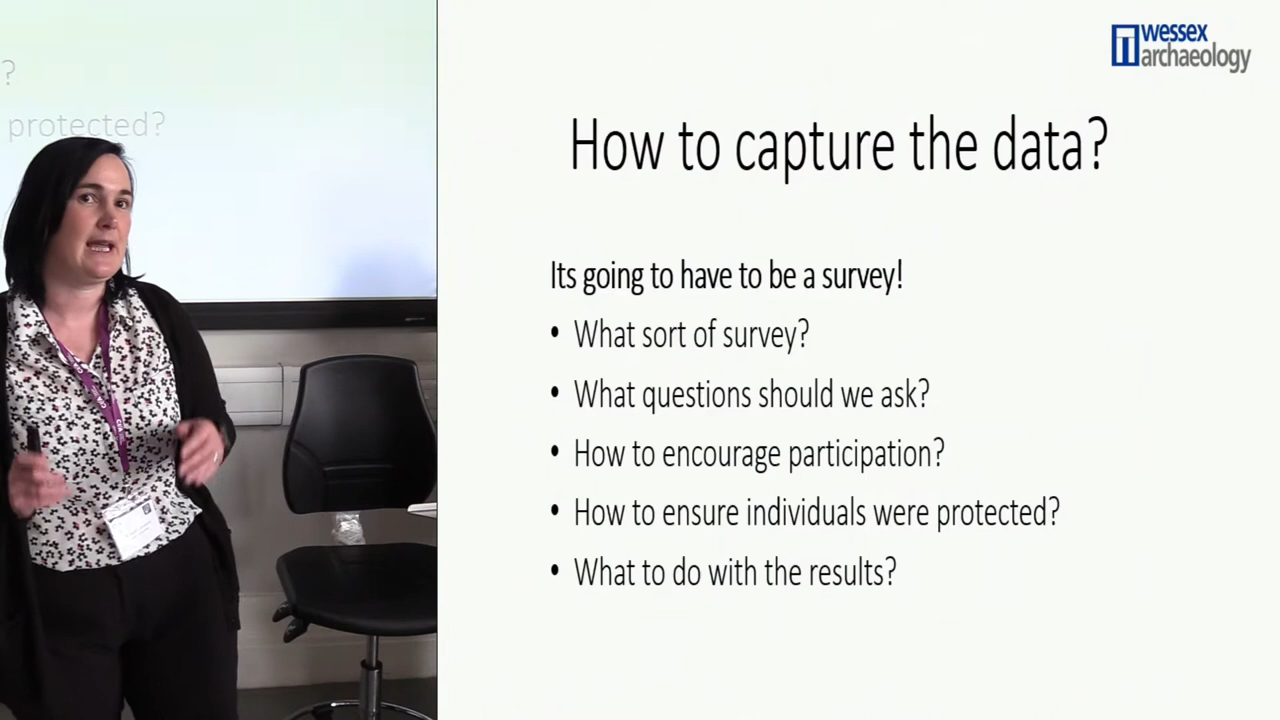 ?
protected?
wessex
archaeology
How to capture the data?
Its going to have to be a survey!
• What sort of survey?
• What questions should we ask?
• How to encourage participation?
• How to ensure individuals were protected?
• What to do with the results?